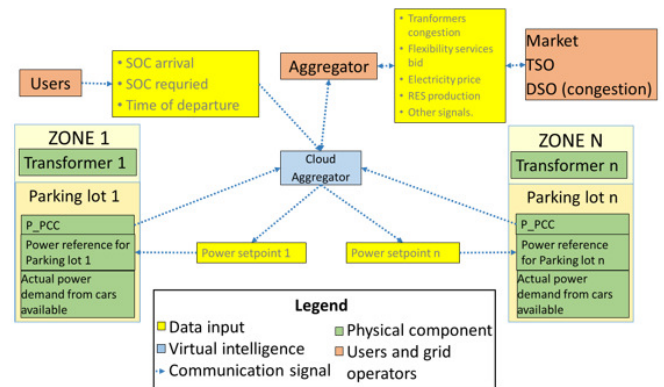 Users
• SOC arrival
• SOC requried
• Time of departure
Aggregator
• Tranformers
congestion
• Flexibility services
bid
• Electricity price
• RES production
• Other signals.
Market
TSO
DSO (congestion)
ZONE 1
Transformer 1
Parking lot 1
P_PCC
Power reference for
Parking lot 1
Actual power
demand from cars
available
Cloud
Aggregator
Power setpoint 1
Power setpoint n
ZONE N
Transformer n
Parking lot n
P_PCC
Power reference
for Parking lot n
Actual power
demand from cars
available
Legend
Data input
Virtual intelligence
Communication signal
Physical component
Users and grid
operators